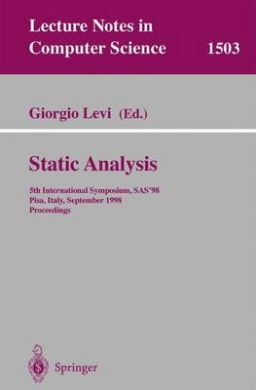 Lecture Notes in
Computer Science 1503
Giorgio Levi (Ed.)
Static Analysis
5th International Symposium, SAS'98
Pisa, Italy, September 1998
Proceedings
Springer